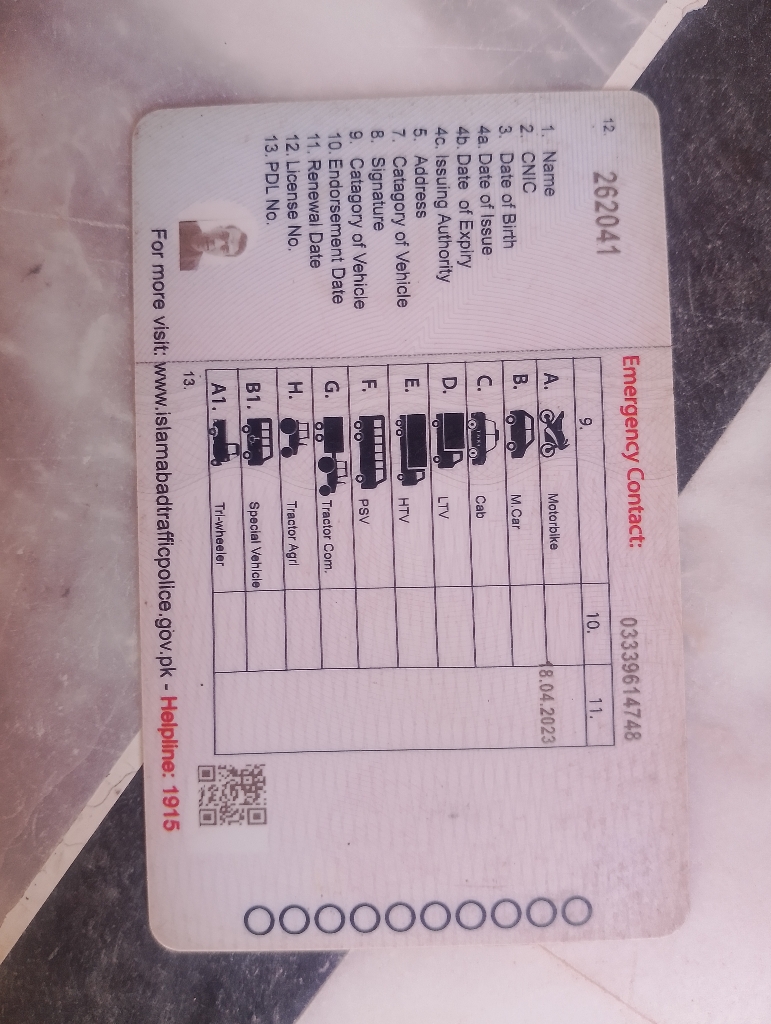 12. 262041
1. Name
2. CNIC
3. Date of Birth
4a. Date of Issue
4b. Date of Expiry
4c. Issuing Authority
5. Address
7. Catagory of Vehicle
8. Signature
9. Catagory of Vehicle
10. Endorsement Date
11. Renewal Date
12. License No.
13. PDL No.
Emergency Contact: 03339614748
9. 10. 11.
A. Motorbike 18.04.2023
B. M.Car
C. Cab
D. LTV
E. HTV
F. PSV
G. Tractor Com.
H. Tractor Agri
B1. Special Vehicle
A1. Tri-wheeler
13.
For more visit: www.islamabadtrafficpolice.gov.pk - Helpline: 1915